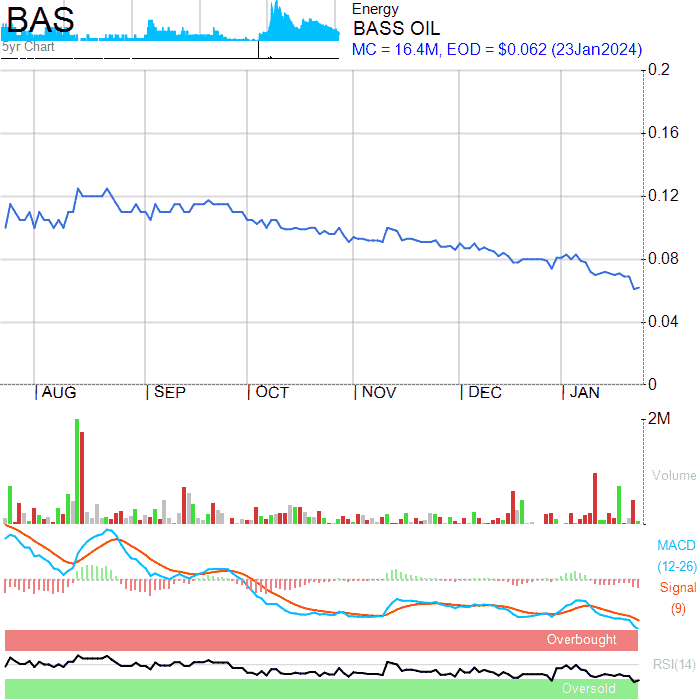 BAS
5yr Chart
Energy
BASS OIL
MC = 16.4M, EOD = $0.062 (23Jan2024)
0.2
0.16
0.12
0.08
0.04
0
AUG SEP OCT NOV DEC JAN
2M
Volume
MACD
(12-26)
Signal
(9)
Overbought
RSI(14)
Oversold